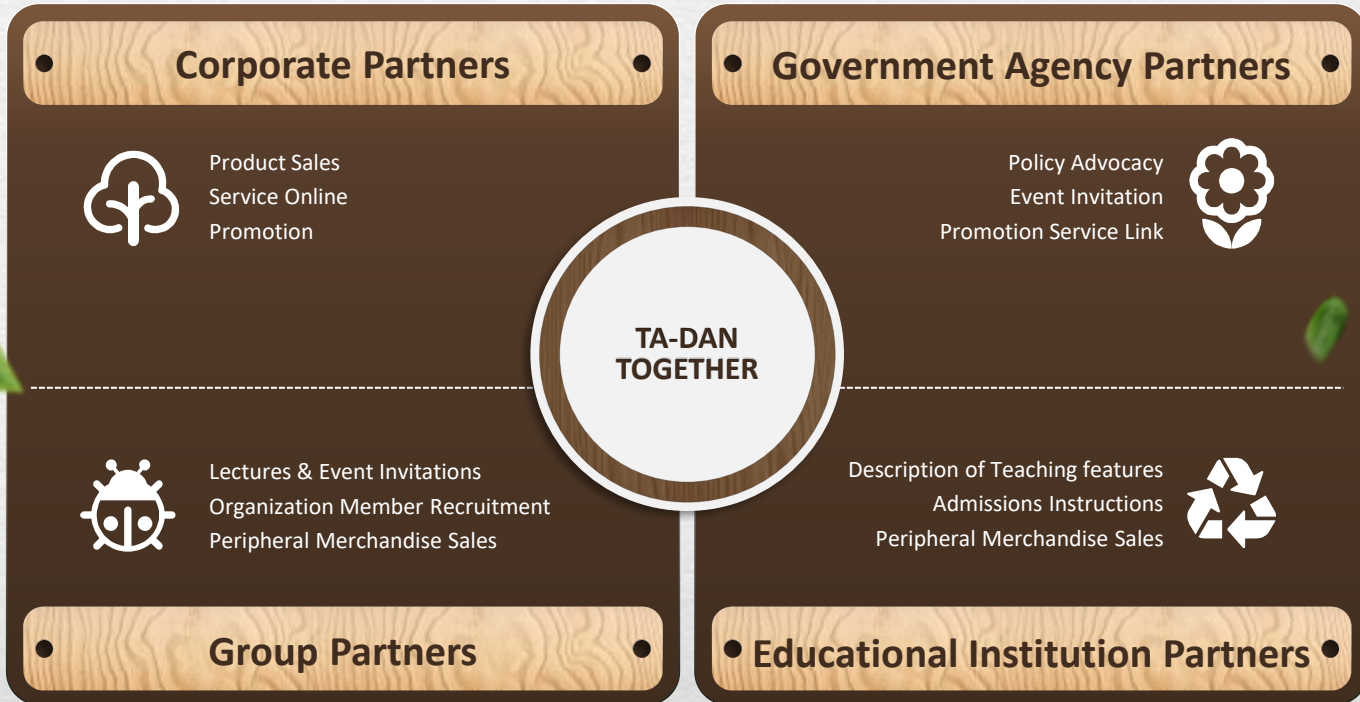 Corporate Partners
Product Sales
Service Online
Promotion
Government Agency Partners
Policy Advocacy
Event Invitation
Promotion Service Link
TA-DAN
TOGETHER
Lectures & Event Invitations
Organization Member Recruitment
Peripheral Merchandise Sales
Group Partners
Description of Teaching features
Admissions Instructions
Peripheral Merchandise Sales
Educational Institution Partners